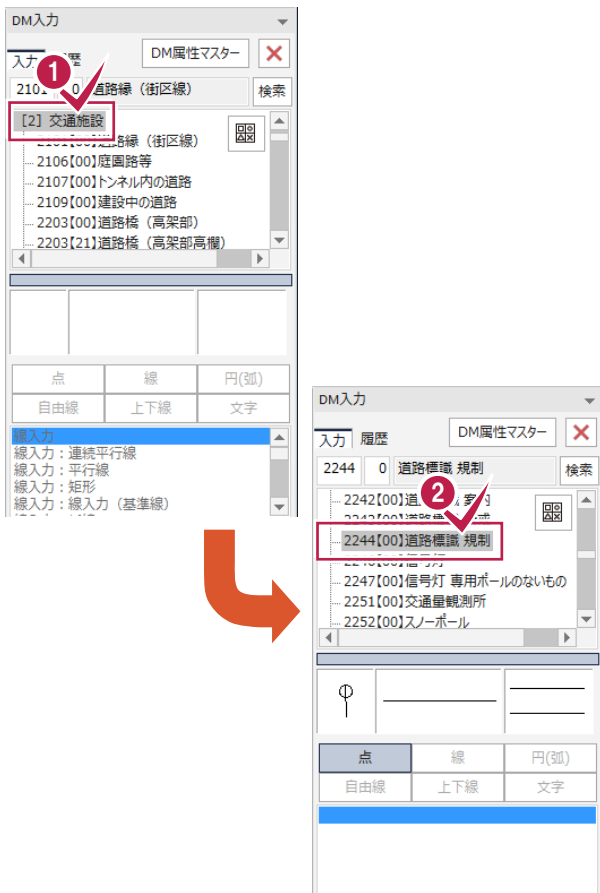 DM入力
入力
DM属性マスター
2101 0 道路縁（街区線） 検索
1
[2] 交通施設
2106【00】庭園路等
2107【00】トンネル内の道路
2109【00】建設中の道路
2203【00】道路橋（高架部）
2203【21】道路橋（高架部高欄）
点 線 円(弧)
自由線 上下線 文字
線入力
線入力：連続平行線
線入力：平行線
線入力：矩形
線入力：線入力（基準線）
DM入力
入力 履歴 DM属性マスター
2244 0 道路標識 規制 検索
2
2242【00】道 案内
2244【00】道路標識 規制
2247【00】信号灯 専用ポールのないもの
2251【00】交通量観測所
2252【00】スノーポール
点 線 円(弧)
自由線 上下線 文字